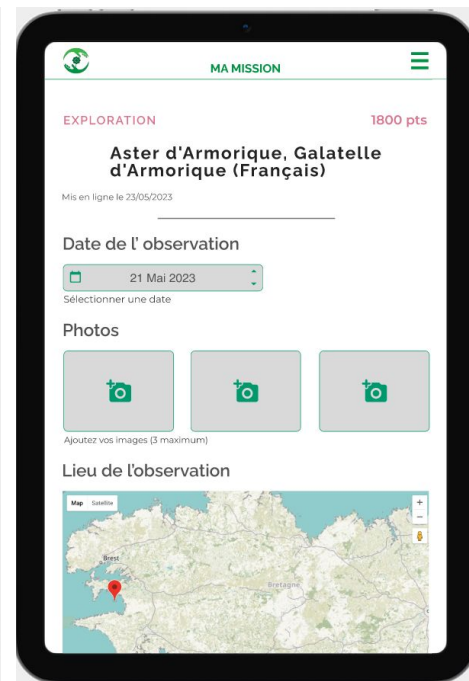 MA MISSION
EXPLORATION 1800 pts
Aster d'Armorique, Galatelle
d'Armorique (Français)
Mis en ligne le 23/05/2023
Date de l' observation
21 Mai 2023
Sélectionner une date
Photos
Ajoutez vos images (3 maximum)
Lieu de l'observation
Map Satellite
Brest
Bretagne